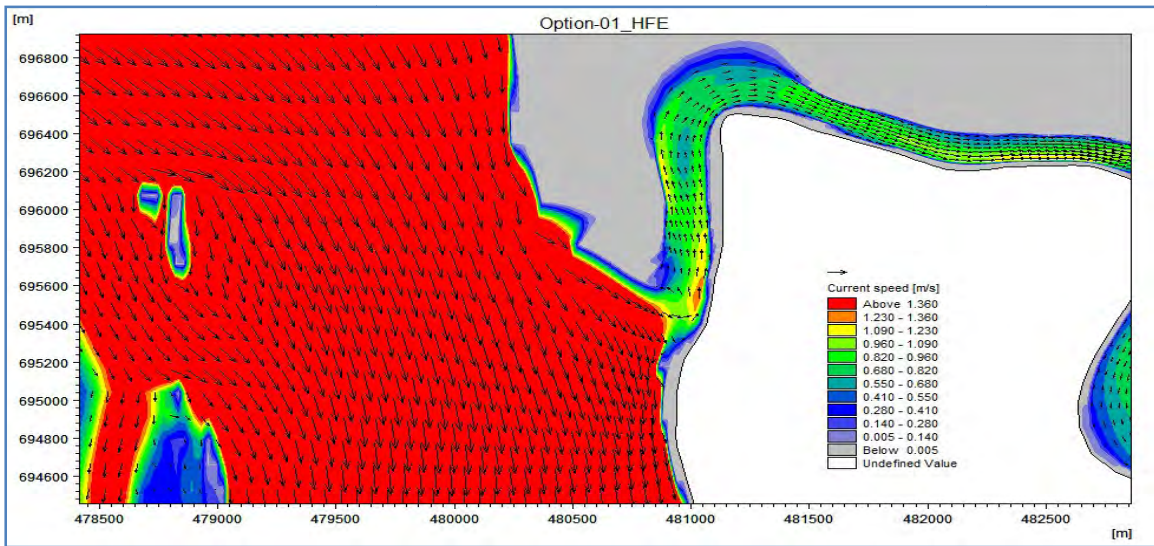 [m]
Option-01_HFE
696800
696600
696400
696200
696000
695800
695600
695400
695200
695000
694800
694600
Current speed [m/s]
Above 1.360
1.230 - 1.360
1.090 - 1.230
0.960 - 1.090
0.820 - 0.960
0.680 - 0.820
0.550 - 0.680
0.410 - 0.550
0.280 - 0.410
0.140 - 0.280
0.005 - 0.140
Below 0.005
Undefined Value
478500 479000 479500 480000 480500 481000 481500 482000 482500
[m]